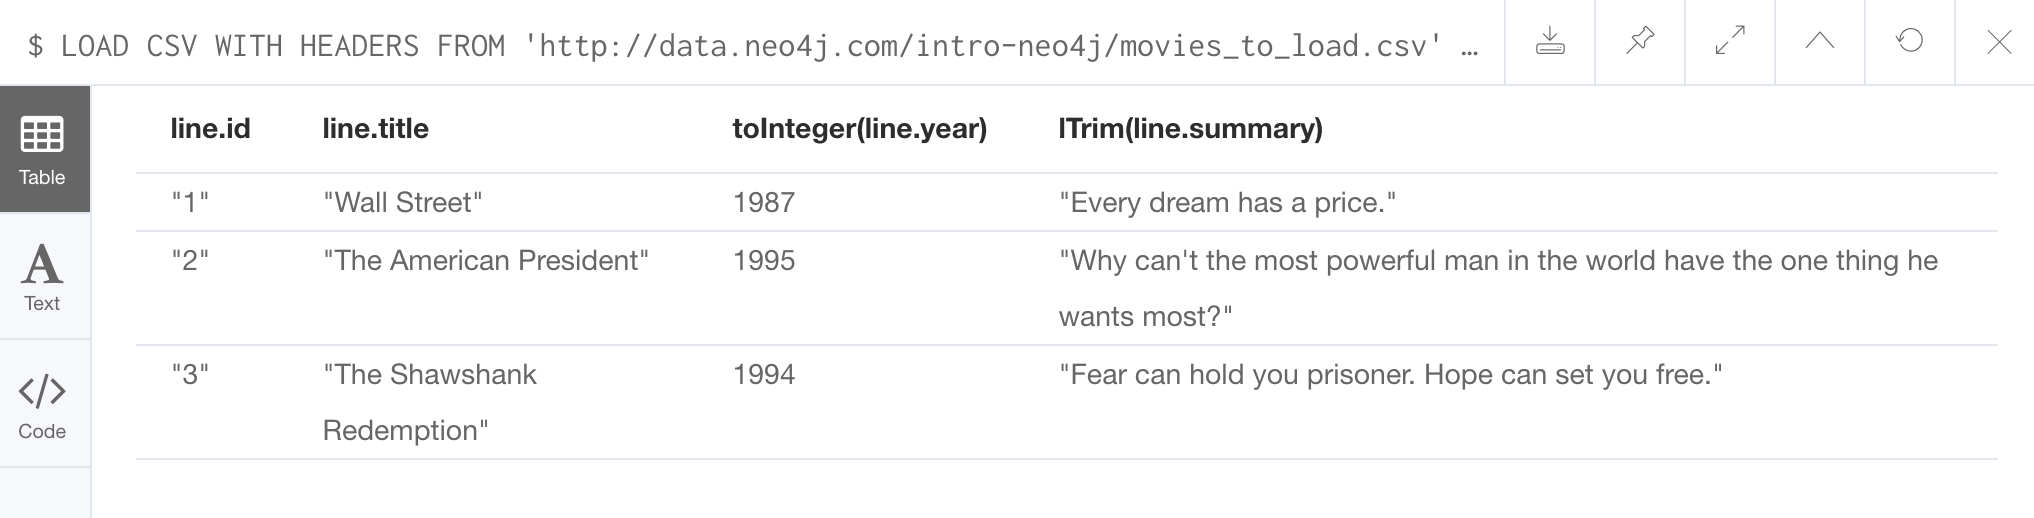 $ LOAD CSV WITH HEADERS FROM 'http://data.neo4j.com/intro-neo4j/movies_to_load.csv' …
Table
Text
Code
line.id line.title toInteger(line.year) lTrim(line.summary)
"1" "Wall Street" 1987 "Every dream has a price."
"2" "The American President" 1995 "Why can't the most powerful man in the world have the one thing he
wants most?"
"3" "The Shawshank 1994 "Fear can hold you prisoner. Hope can set you free."
Redemption"